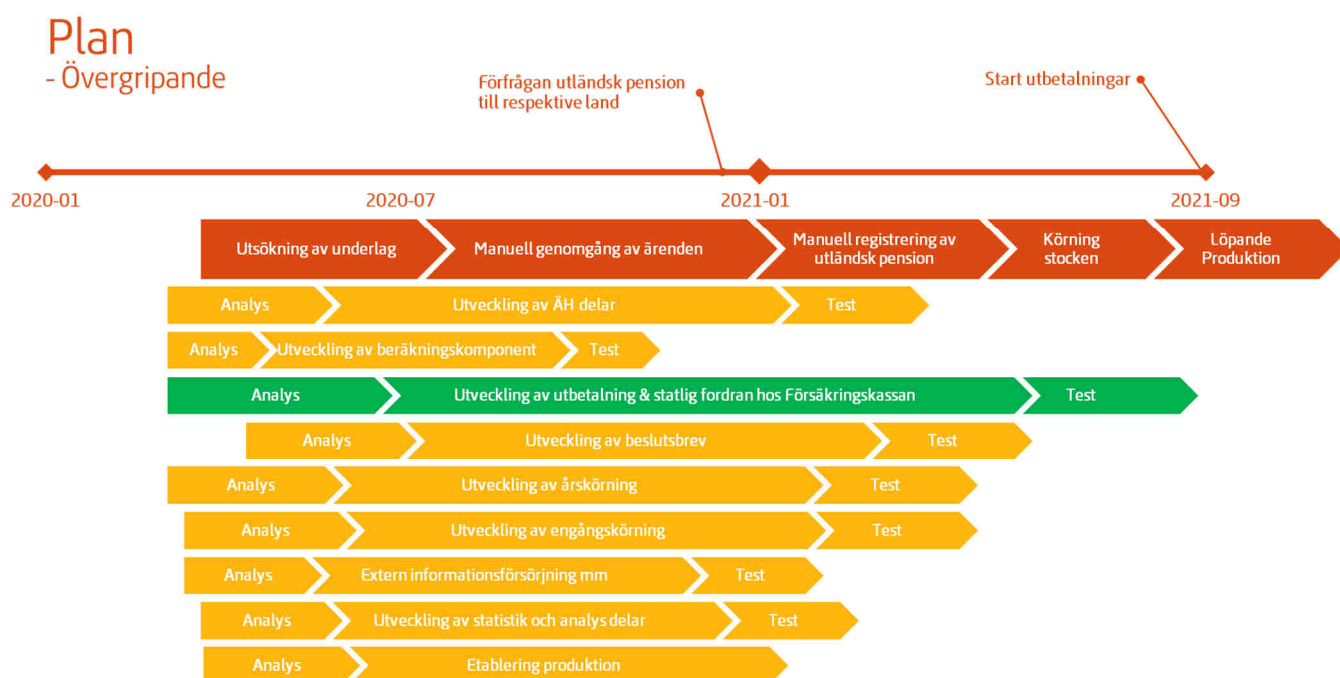 Plan
- Övergripande
Förfrågan utländsk pension
till respektive land
Start utbetalningar
2020-01
2020-07
2021-01
2021-09
Utsökning av underlag
Manuell genomgång av ärenden
Manuell registrering av
utländsk pension
Körning
stocken
Löpande
Produktion
Analys
Utveckling av ÄH delar
Test
Analys
Utveckling av beräkningskomponent
Test
Analys
Utveckling av utbetalning & statlig fordran hos Försäkringskassan
Test
Analys
Utveckling av beslutsbrev
Test
Analys
Utveckling av årskörning
Test
Analys
Utveckling av engångskörning
Test
Analys
Extern informationsförsörjning mm
Test
Analys
Utveckling av statistik och analys delar
Test
Analys
Etablering produktion